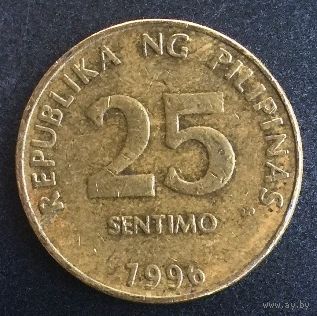 REPUBLIKA NG PILIPINAS
25
SENTIMO
1996
www.ay.by